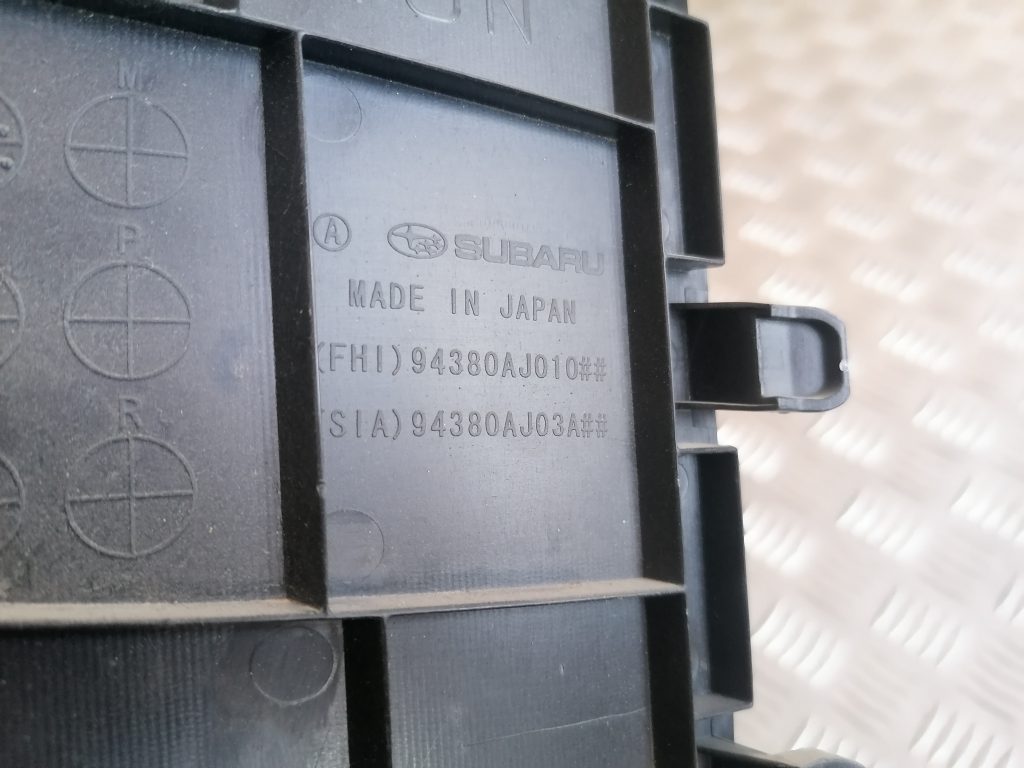 M
P
R
A SUBARU
MADE IN JAPAN
(FHI)94380AJ010##
(SIA)94380AJ03A##